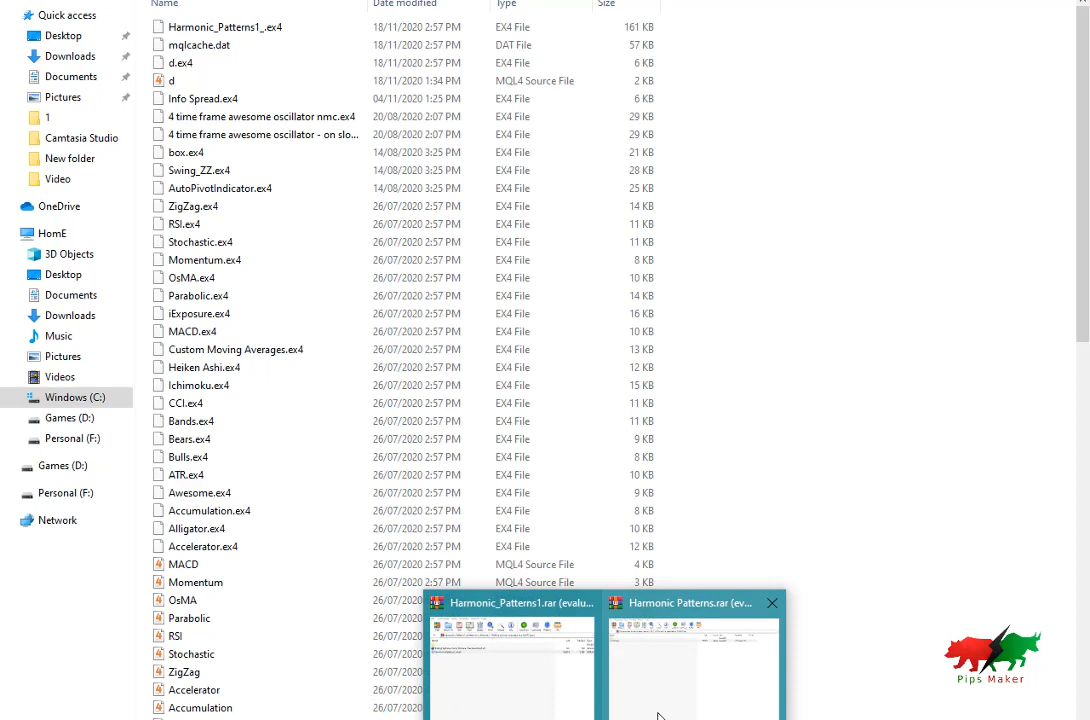 Name Date modified Type Size
Quick access
Desktop
Downloads
Documents
Pictures
1
Camtasia Studio
New folder
Video
OneDrive
HomE
3D Objects
Desktop
Documents
Downloads
Music
Pictures
Videos
Windows (C:)
Games (D:)
Personal (F:)
Games (D:)
Personal (F:)
Network
Harmonic_Patterns1_.ex4 18/11/2020 2:57 PM EX4 File 161 KB
mqlcache.dat 18/11/2020 2:57 PM DAT File 57 KB
d.ex4 18/11/2020 2:57 PM EX4 File 6 KB
d 18/11/2020 1:34 PM MQL4 Source File 2 KB
Info Spread.ex4 04/11/2020 1:25 PM EX4 File 6 KB
4 time frame awesome oscillator nmc.ex4 20/08/2020 2:07 PM EX4 File 29 KB
4 time frame awesome oscillator - on slo... 20/08/2020 2:07 PM EX4 File 29 KB
box.ex4 14/08/2020 3:25 PM EX4 File 21 KB
Swing_ZZ.ex4 14/08/2020 3:25 PM EX4 File 28 KB
AutoPivotIndicator.ex4 14/08/2020 3:25 PM EX4 File 25 KB
ZigZag.ex4 26/07/2020 2:57 PM EX4 File 14 KB
RSI.ex4 26/07/2020 2:57 PM EX4 File 11 KB
Stochastic.ex4 26/07/2020 2:57 PM EX4 File 11 KB
Momentum.ex4 26/07/2020 2:57 PM EX4 File 8 KB
OsMA.ex4 26/07/2020 2:57 PM EX4 File 10 KB
Parabolic.ex4 26/07/2020 2:57 PM EX4 File 14 KB
iExposure.ex4 26/07/2020 2:57 PM EX4 File 16 KB
MACD.ex4 26/07/2020 2:57 PM EX4 File 10 KB
Custom Moving Averages.ex4 26/07/2020 2:57 PM EX4 File 13 KB
Heiken Ashi.ex4 26/07/2020 2:57 PM EX4 File 12 KB
Ichimoku.ex4 26/07/2020 2:57 PM EX4 File 15 KB
CCI.ex4 26/07/2020 2:57 PM EX4 File 11 KB
Bands.ex4 26/07/2020 2:57 PM EX4 File 11 KB
Bears.ex4 26/07/2020 2:57 PM EX4 File 9 KB
Bulls.ex4 26/07/2020 2:57 PM EX4 File 8 KB
ATR.ex4 26/07/2020 2:57 PM EX4 File 10 KB
Awesome.ex4 26/07/2020 2:57 PM EX4 File 9 KB
Accumulation.ex4 26/07/2020 2:57 PM EX4 File 8 KB
Alligator.ex4 26/07/2020 2:57 PM EX4 File 10 KB
Accelerator.ex4 26/07/2020 2:57 PM EX4 File 12 KB
MACD 26/07/2020 2:57 PM MQL4 Source File 4 KB
Momentum 26/07/2020 2:57 PM MQL4 Source File 3 KB
OsMA 26/07/2020
Parabolic 26/07/2020
RSI 26/07/2020
Stochastic 26/07/2020
ZigZag 26/07/2020
Accelerator 26/07/2020
Accumulation 26/07/2020
Harmonic_Patterns1.rar (evalu...
Harmonic Patterns.rar (ev...
Pips Maker